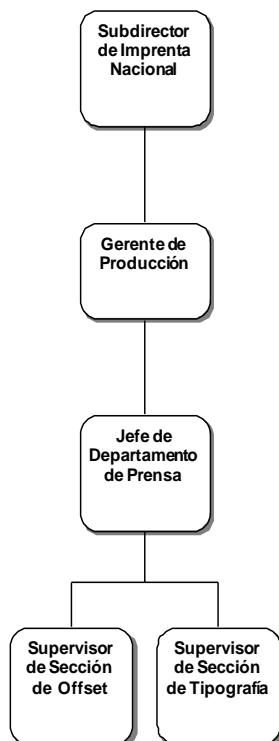 Subdirector
de Imprenta
Nacional
Gerente de
Producción
Jefe de
Departamento
de Prensa
Supervisor
de Sección
de Offset
Supervisor
de Sección
de Tipografía